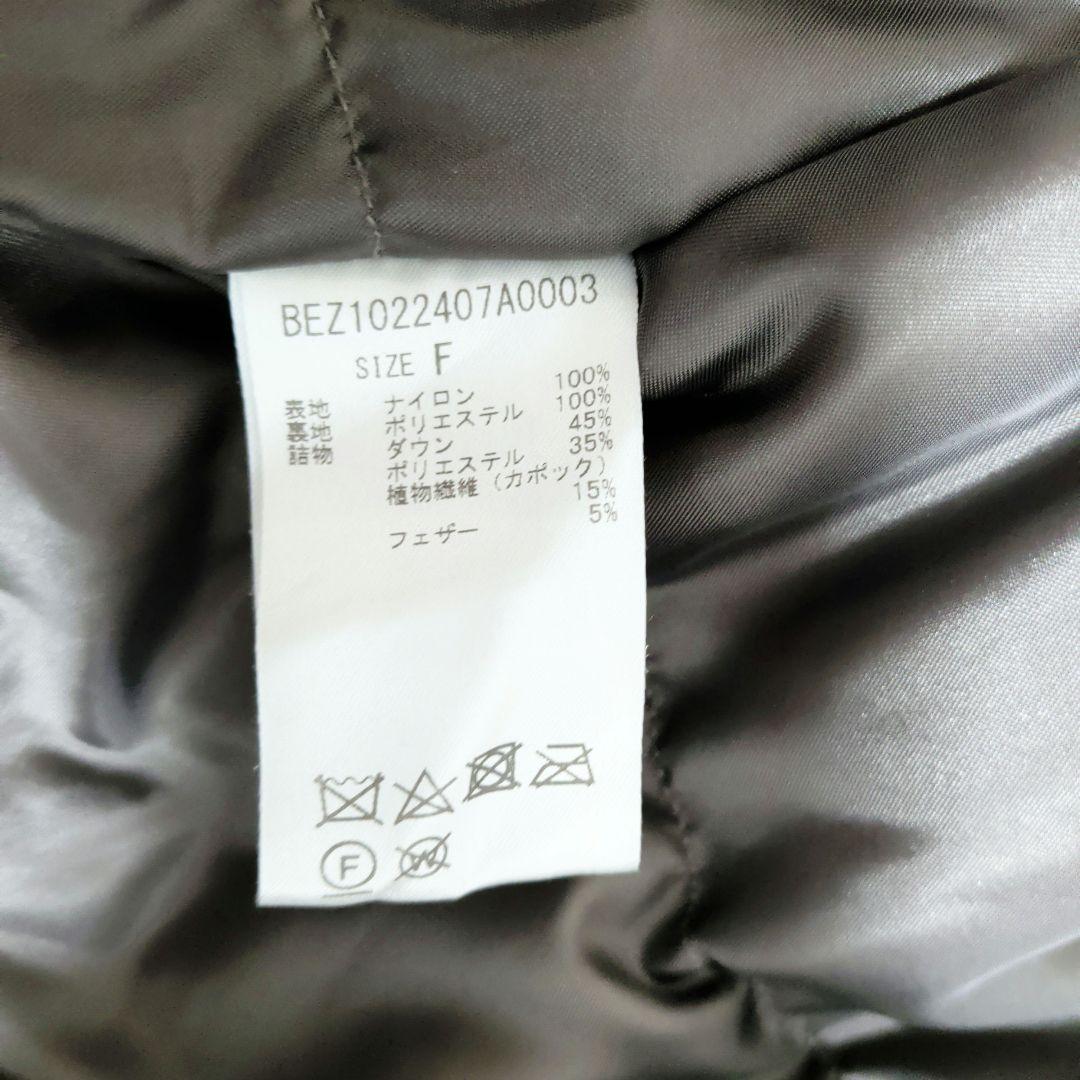 BEZ1022407A0003
SIZE F
表地 ナイロン 100%
裏地 ポリエステル 100%
詰物 ダウン 45%
ポリエステル 35%
植物繊維(カポック)
15%
フェザー 5%
F W